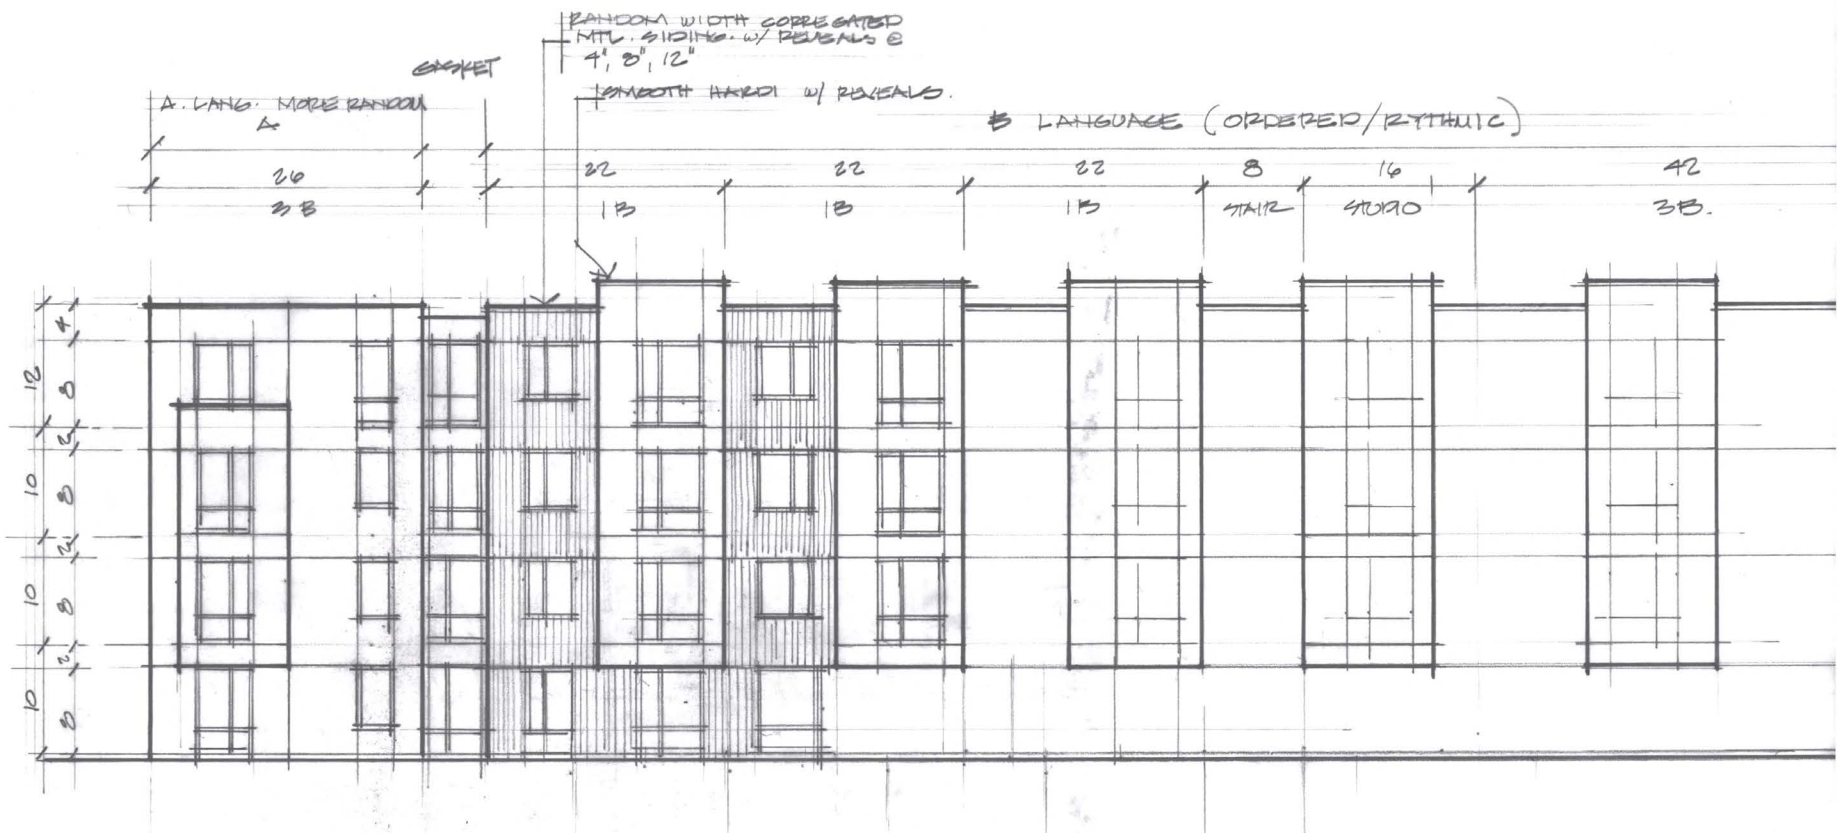 RANDOM WIDTH CORREGATED
MTL. SIDING. W/ REVEALS @
4", 8", 12"
GASKET
SMOOTH HARDI W/ REVEALS.
A. LANG. MORE RANDOM
A
B LANGUAGE (ORDERED/RYTHMIC)
26 22 22 22 8 16 42
3B 1B 1B 1B STAIR STUDIO 3B.
4
12 8
2
10 8
2
10 8
2
10 8